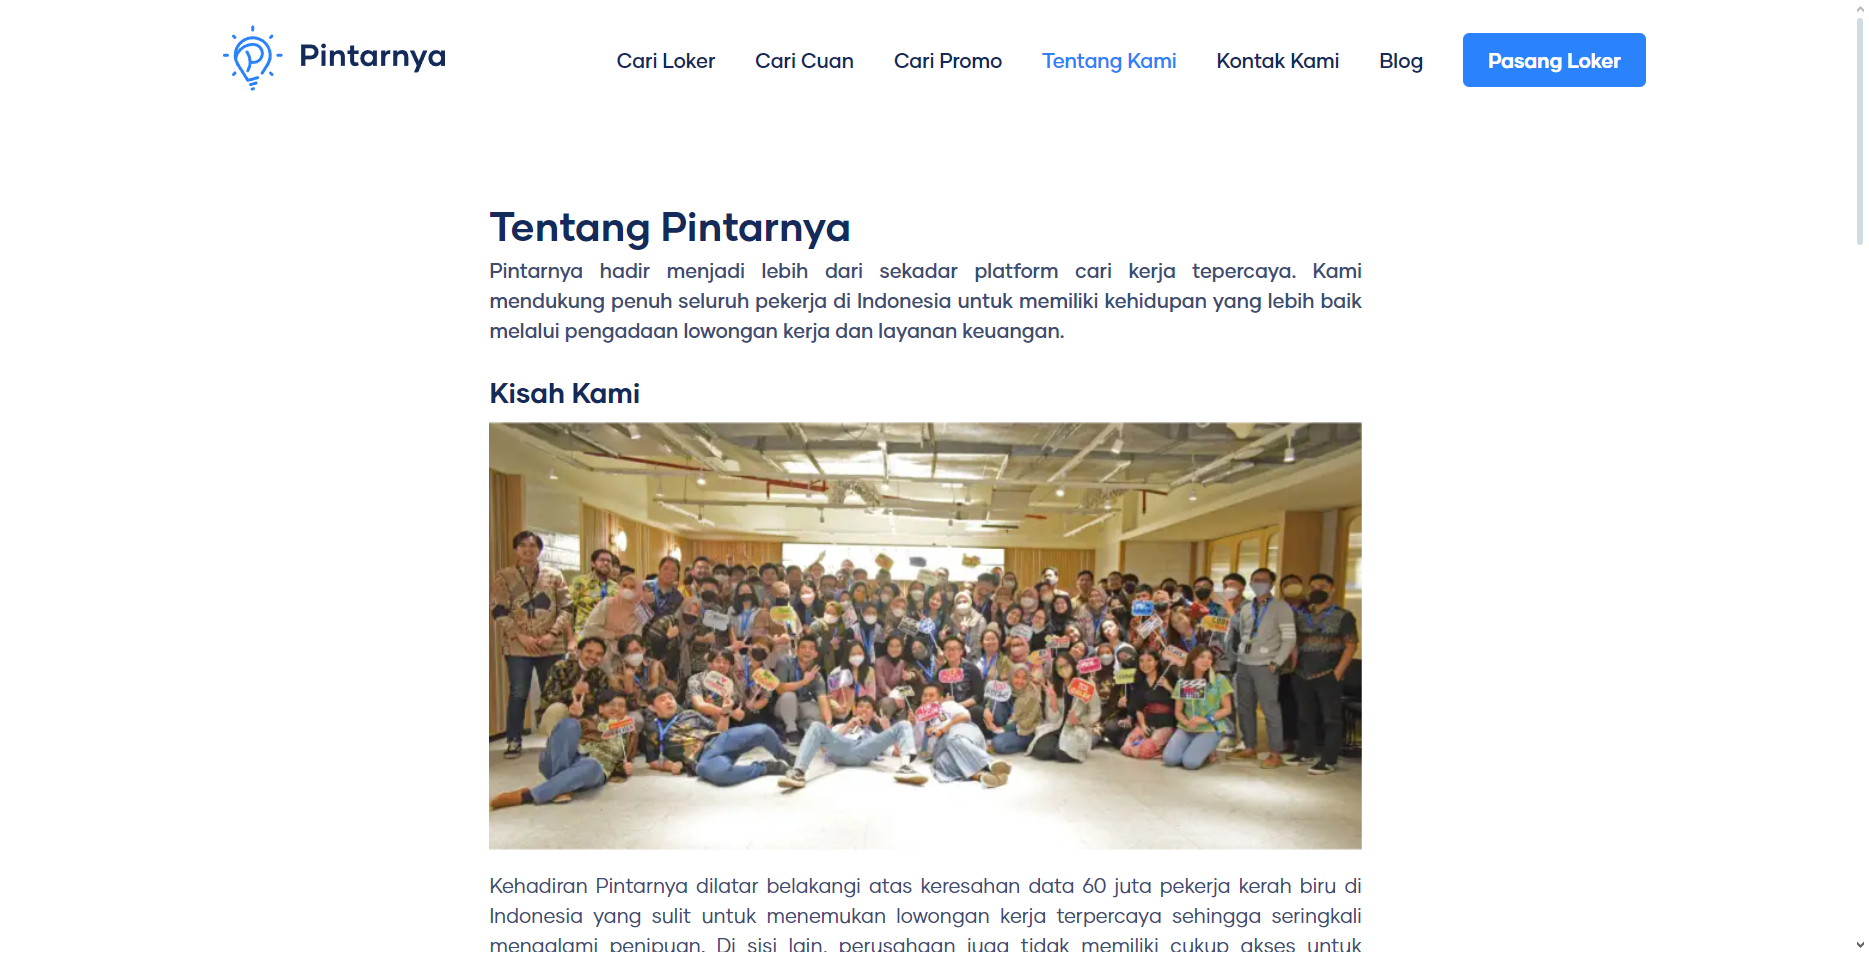 Pintarnya
Cari Loker
Cari Cuan
Cari Promo
Tentang Kami
Kontak Kami
Blog
Pasang Loker
Tentang Pintarnya
Pintarnya hadir menjadi lebih dari sekadar platform cari kerja tepercaya. Kami
mendukung penuh seluruh pekerja di Indonesia untuk memiliki kehidupan yang lebih baik
melalui pengadaan lowongan kerja dan layanan keuangan.
Kisah Kami
Kehadiran Pintarnya dilatar belakangi atas keresahan data 60 juta pekerja kerah biru di
Indonesia yang sulit untuk menemukan lowongan kerja terpercaya sehingga seringkali
mengalami penipuan. Di sisi lain, perusahaan juga tidak memiliki cukup akses untuk